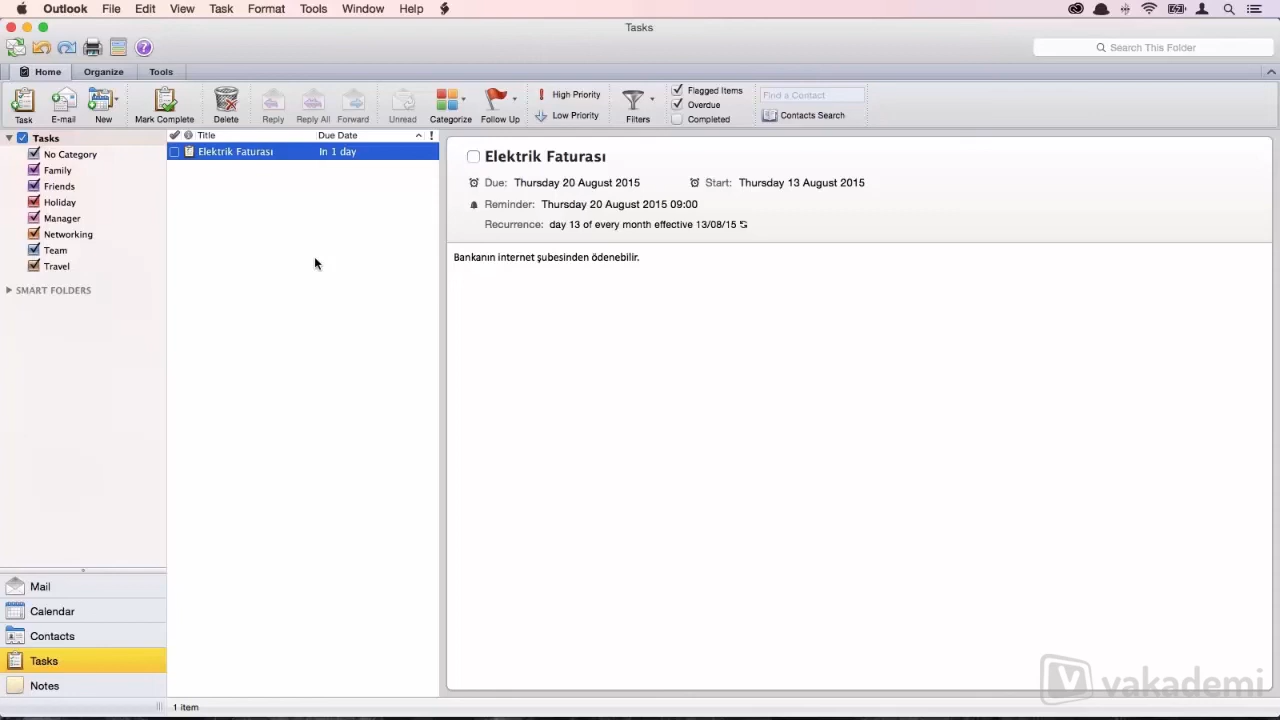 Outlook File Edit View Task Format Tools Window Help
Tasks
Search This Folder
Home Organize Tools
Task E-mail New Mark Complete Delete Reply Reply All Forward Unread Categorize Follow Up
High Priority
Low Priority
Filters
Flagged Items
Overdue
Completed
Find a Contact
Contacts Search
Tasks
No Category
Family
Friends
Holiday
Manager
Networking
Team
Travel
SMART FOLDERS
Mail
Calendar
Contacts
Tasks
Notes
Title Due Date !
Elektrik Faturası In 1 day
Elektrik Faturası
Due: Thursday 20 August 2015 Start: Thursday 13 August 2015
Reminder: Thursday 20 August 2015 09:00
Recurrence: day 13 of every month effective 13/08/15
Bankanın internet şubesinden ödenebilir.
1 item
vakademi